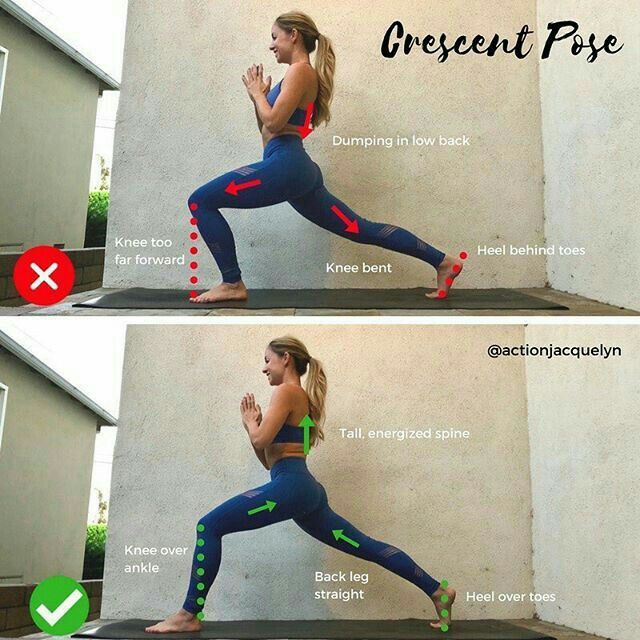 Crescent Pose
Dumping in low back
Knee too
far forward
Knee bent
Heel behind toes
@actionjacquelyn
Tall, energized spine
Knee over
ankle
Back leg
straight
Heel over toes